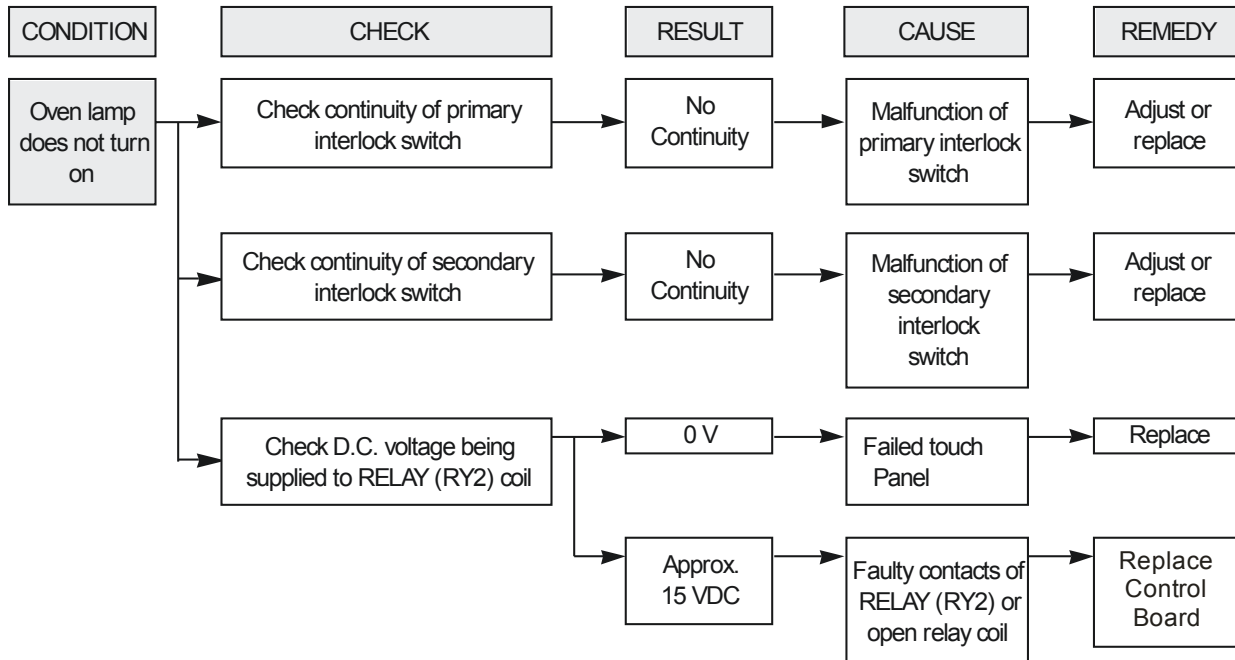 CONDITION
CHECK
RESULT
CAUSE
REMEDY
Oven lamp
does not turn
on
Check continuity of primary
interlock switch
No
Continuity
Malfunction of
primary interlock
switch
Adjust or
replace
Check continuity of secondary
interlock switch
No
Continuity
Malfunction of
secondary
interlock
switch
Adjust or
replace
Check D.C. voltage being
supplied to RELAY (RY2) coil
0 V
Failed touch
Panel
Replace
Approx.
15 VDC
Faulty contacts of
RELAY (RY2) or
open relay coil
Replace
Control
Board